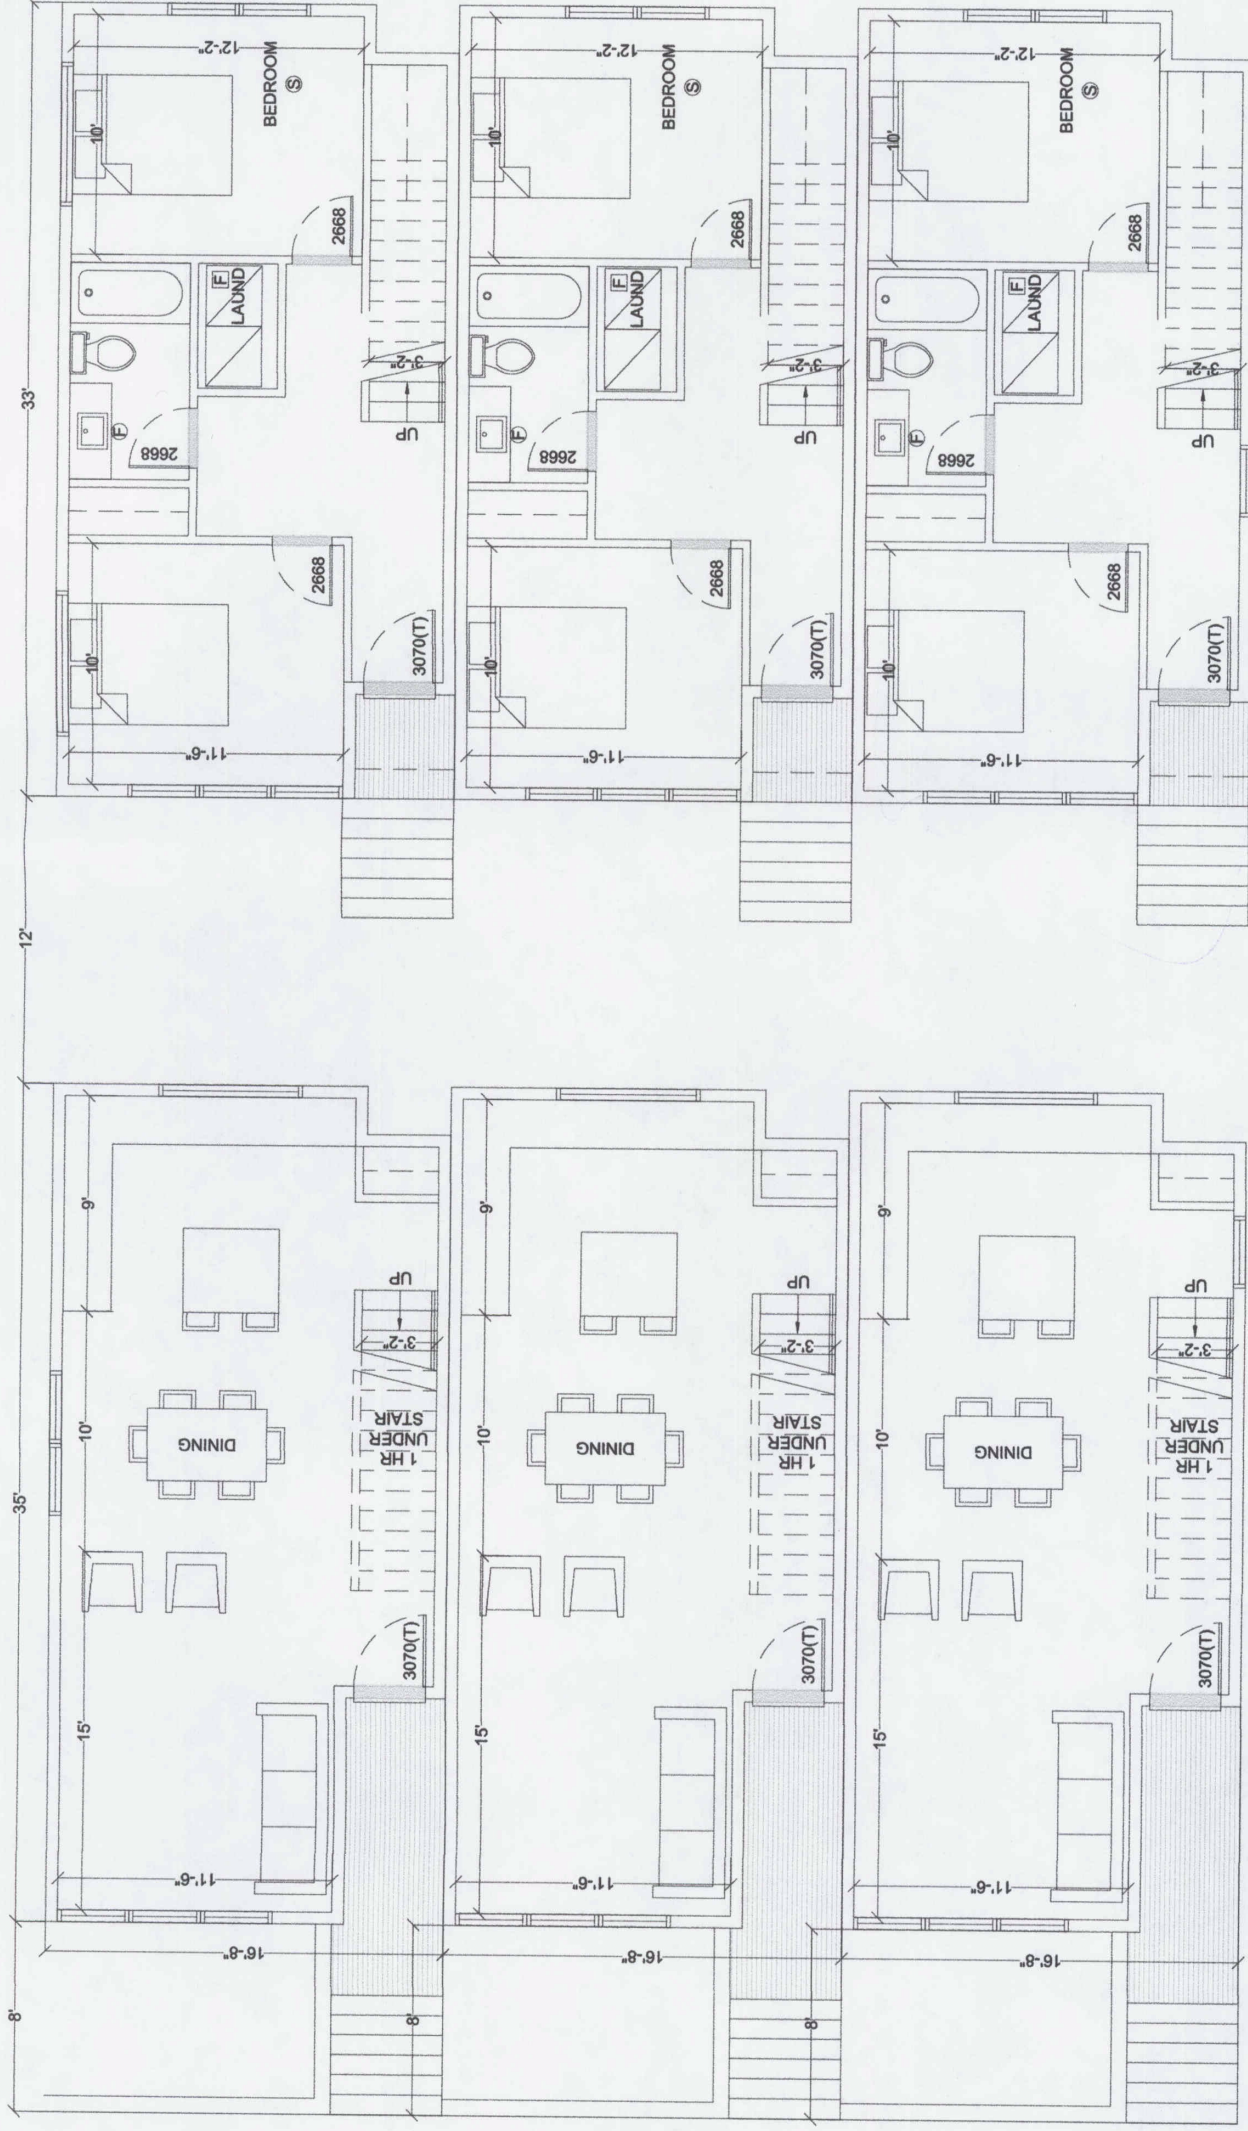 33'
12'
35'
8'
12'-2"
10'
BEDROOM
Ⓢ
2668
F
LAUND
3'-2"
UP
F
2668
2668
10'
3070(T)
11'-6"
12'-2"
10'
BEDROOM
Ⓢ
2668
F
LAUND
3'-2"
UP
F
2668
2668
10'
3070(T)
11'-6"
12'-2"
10'
BEDROOM
Ⓢ
2668
F
LAUND
3'-2"
UP
F
2668
2668
10'
3070(T)
11'-6"
9'
UP
3'-2"
10'
DINING
1 HR
UNDER
STAIR
3070(T)
15'
11'-6"
16'-8"
9'
UP
3'-2"
10'
DINING
1 HR
UNDER
STAIR
3070(T)
15'
11'-6"
16'-8"
8'
9'
UP
3'-2"
10'
DINING
1 HR
UNDER
STAIR
3070(T)
15'
11'-6"
16'-8"
8'